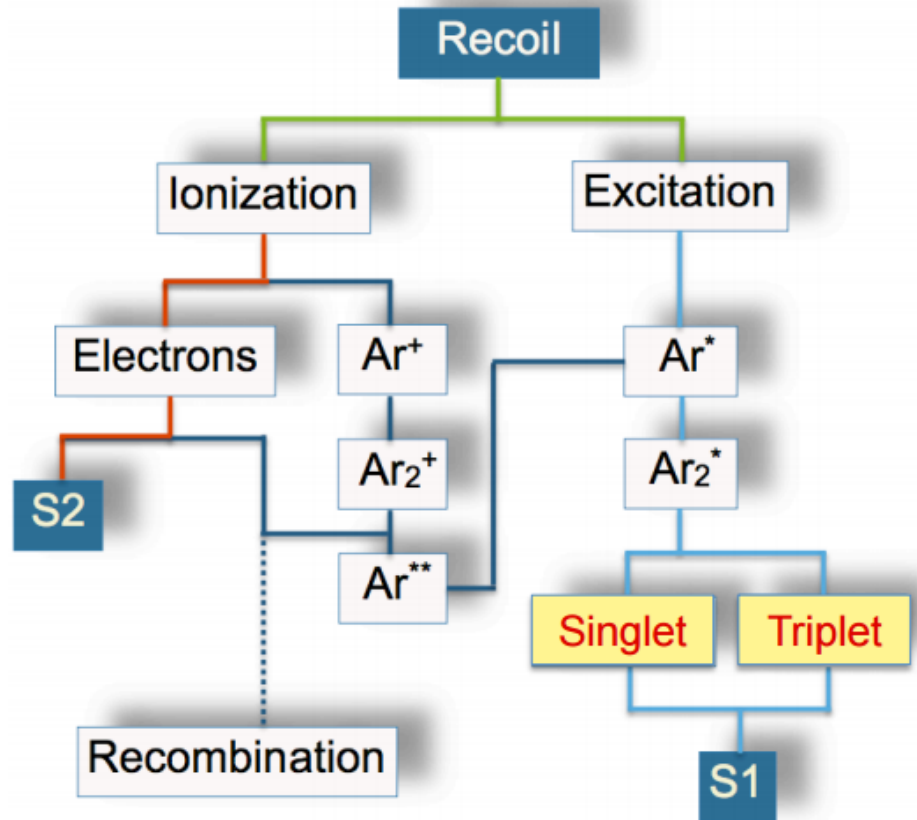 Recoil
Ionization
Excitation
Electrons
Ar⁺
Ar*
S2
Ar₂⁺
Ar₂*
Ar**
Singlet
Triplet
Recombination
S1